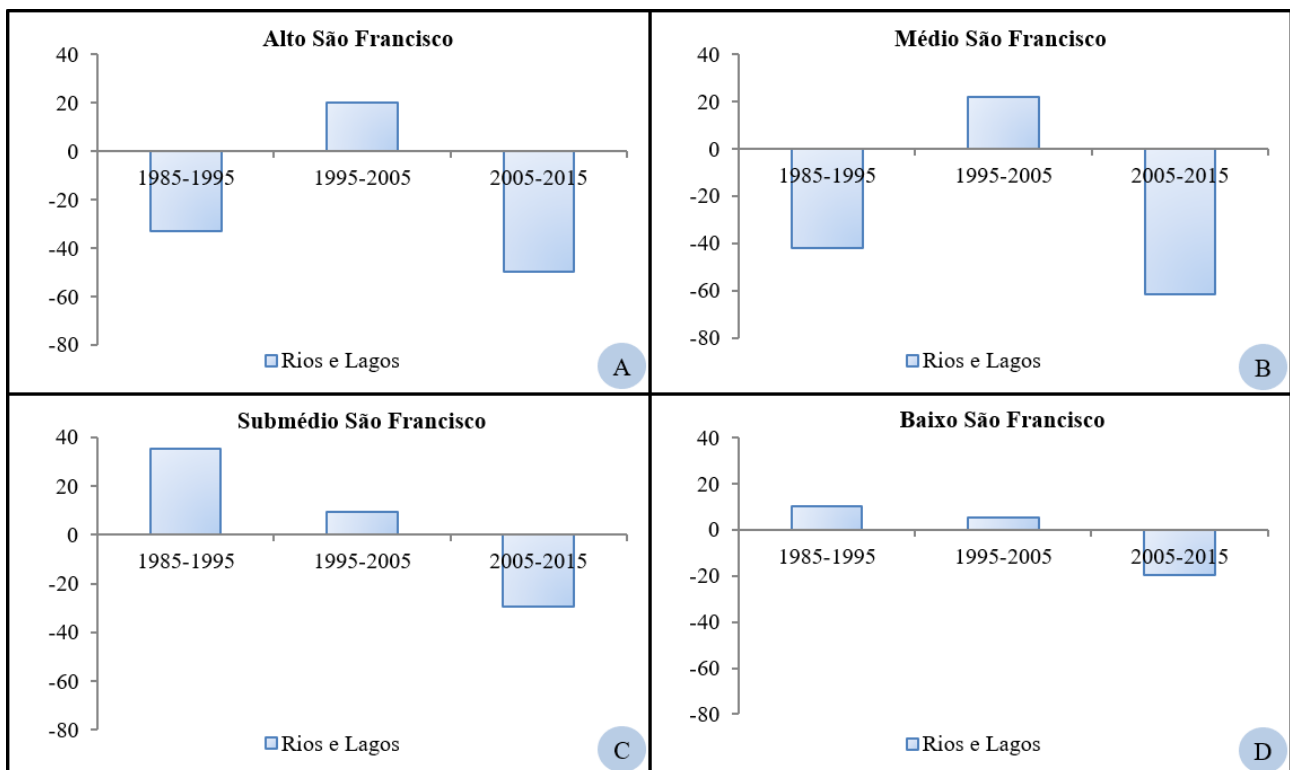 Alto São Francisco
40
20
0
-20
-40
-60
-80
1985-1995 1995-2005 2005-2015
Rios e Lagos
A
Médio São Francisco
40
20
0
-20
-40
-60
-80
1985-1995 1995-2005 2005-2015
Rios e Lagos
B
Submédio São Francisco
40
20
0
-20
-40
-60
-80
1985-1995 1995-2005 2005-2015
Rios e Lagos
C
Baixo São Francisco
40
20
0
-20
-40
-60
-80
1985-1995 1995-2005 2005-2015
Rios e Lagos
D